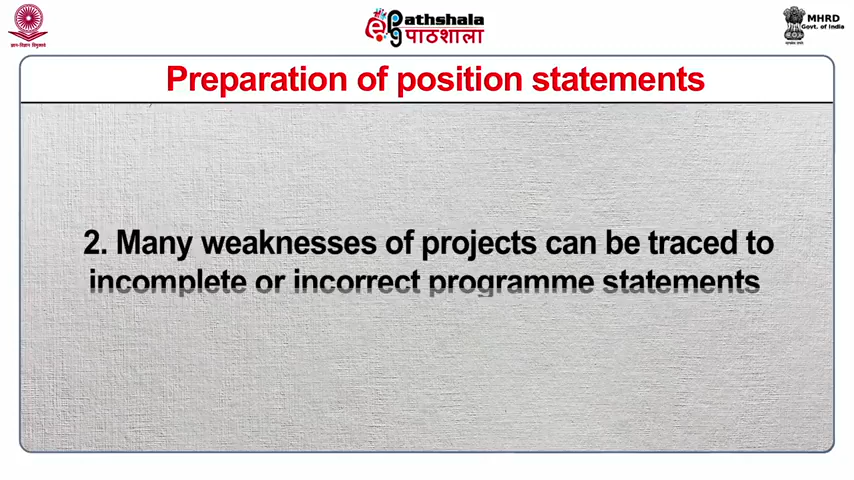 ePathshala
पाठशाला
MHRD
Govt. of India
Preparation of position statements
2. Many weaknesses of projects can be traced to
incomplete or incorrect programme statements